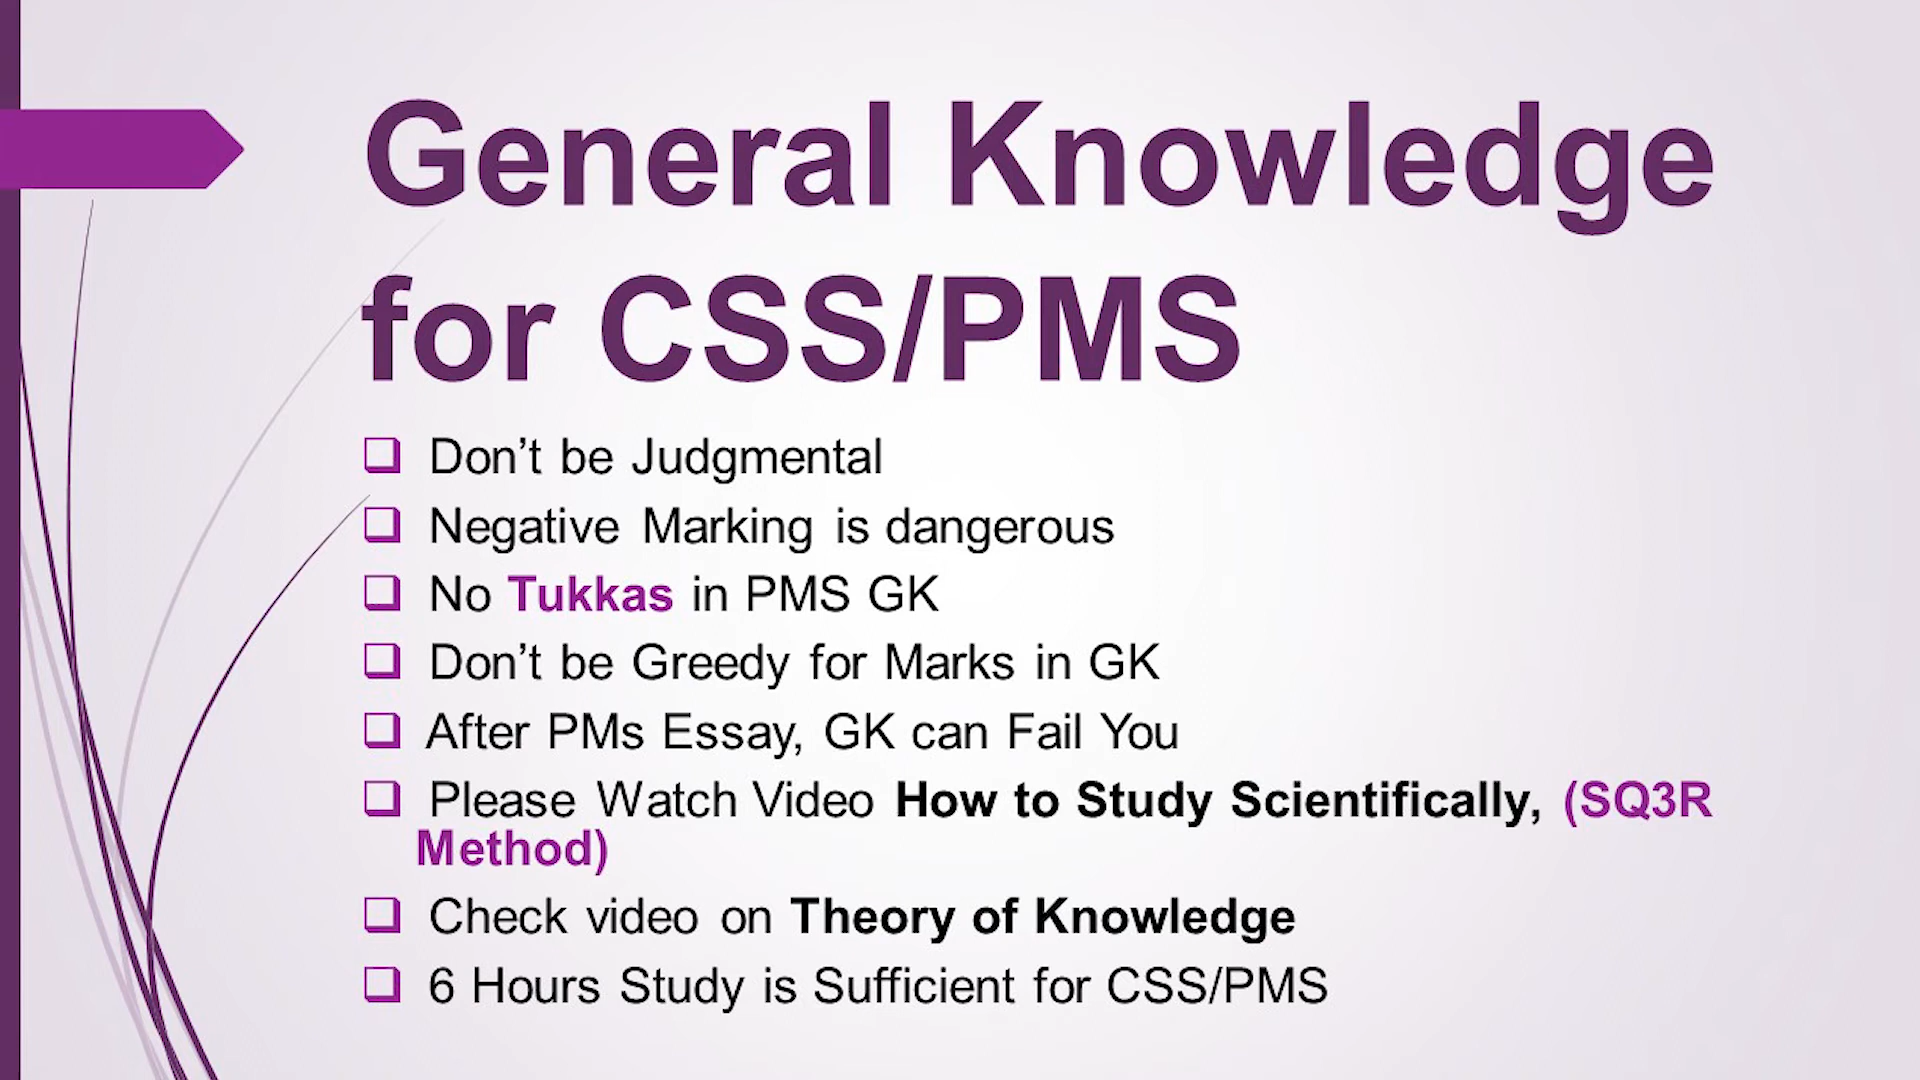 General Knowledge
for CSS/PMS
❑ Don’t be Judgmental
❑ Negative Marking is dangerous
❑ No Tukkas in PMS GK
❑ Don’t be Greedy for Marks in GK
❑ After PMs Essay, GK can Fail You
❑ Please Watch Video How to Study Scientifically, (SQ3R
Method)
❑ Check video on Theory of Knowledge
❑ 6 Hours Study is Sufficient for CSS/PMS